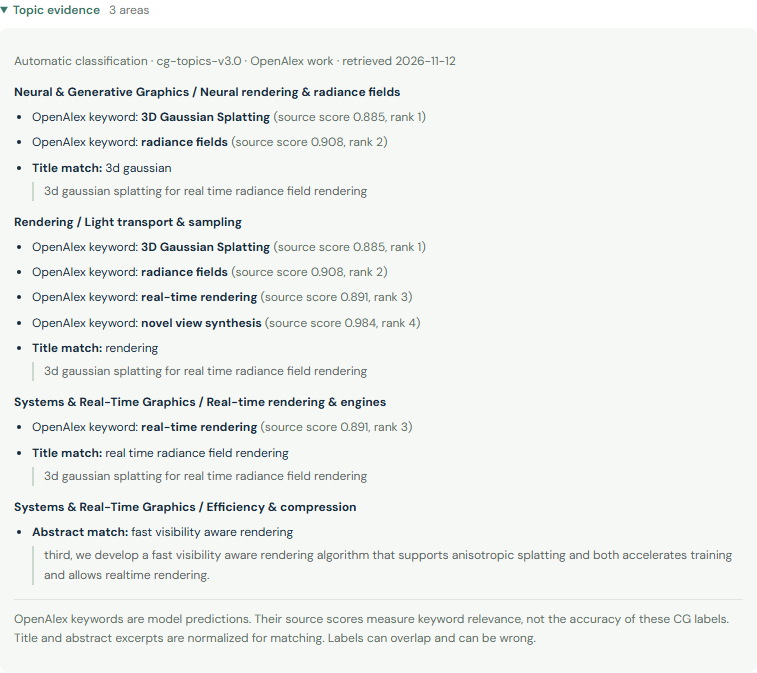 ▼ Topic evidence 3 areas
Automatic classification · cg-topics-v3.0 · OpenAlex work · retrieved 2026-11-12
Neural & Generative Graphics / Neural rendering & radiance fields
• OpenAlex keyword: 3D Gaussian Splatting (source score 0.885, rank 1)
• OpenAlex keyword: radiance fields (source score 0.908, rank 2)
• Title match: 3d gaussian
3d gaussian splatting for real time radiance field rendering
Rendering / Light transport & sampling
• OpenAlex keyword: 3D Gaussian Splatting (source score 0.885, rank 1)
• OpenAlex keyword: radiance fields (source score 0.908, rank 2)
• OpenAlex keyword: real-time rendering (source score 0.891, rank 3)
• OpenAlex keyword: novel view synthesis (source score 0.984, rank 4)
• Title match: rendering
3d gaussian splatting for real time radiance field rendering
Systems & Real-Time Graphics / Real-time rendering & engines
• OpenAlex keyword: real-time rendering (source score 0.891, rank 3)
• Title match: real time radiance field rendering
3d gaussian splatting for real time radiance field rendering
Systems & Real-Time Graphics / Efficiency & compression
• Abstract match: fast visibility aware rendering
third, we develop a fast visibility aware rendering algorithm that supports anisotropic splatting and both accelerates training
and allows realtime rendering.
OpenAlex keywords are model predictions. Their source scores measure keyword relevance, not the accuracy of these CG labels.
Title and abstract excerpts are normalized for matching. Labels can overlap and can be wrong.